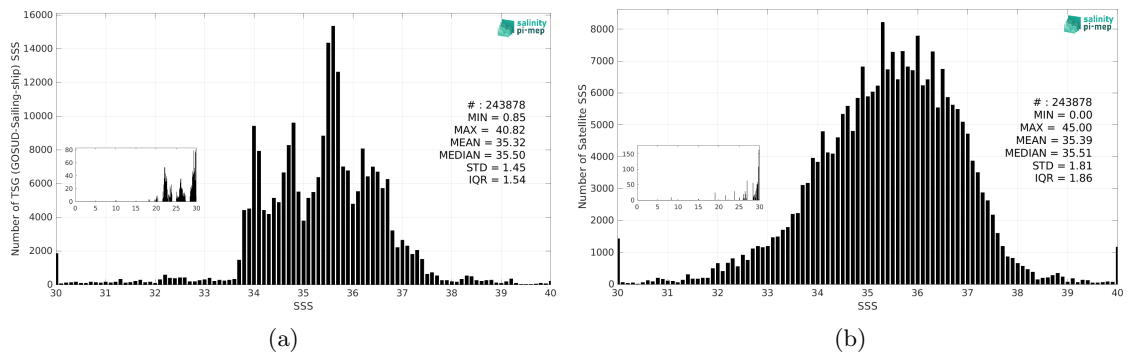 16000
14000
12000
10000
8000
6000
4000
2000
0
Number of TSG (GOSUD-Sailing-ship) SSS
salinity
pi-mep
# : 243878
MIN = 0.85
MAX = 40.82
MEAN = 35.32
MEDIAN = 35.50
STD = 1.45
IQR = 1.54
80
60
40
20
0
0 5 10 15 20 25 30
30 31 32 33 34 35 36 37 38 39 40
SSS
(a)
8000
7000
6000
5000
4000
3000
2000
1000
0
Number of Satellite SSS
salinity
pi-mep
# : 243878
MIN = 0.00
MAX = 45.00
MEAN = 35.39
MEDIAN = 35.51
STD = 1.81
IQR = 1.86
150
100
50
0
0 5 10 15 20 25 30
30 31 32 33 34 35 36 37 38 39 40
SSS
(b)